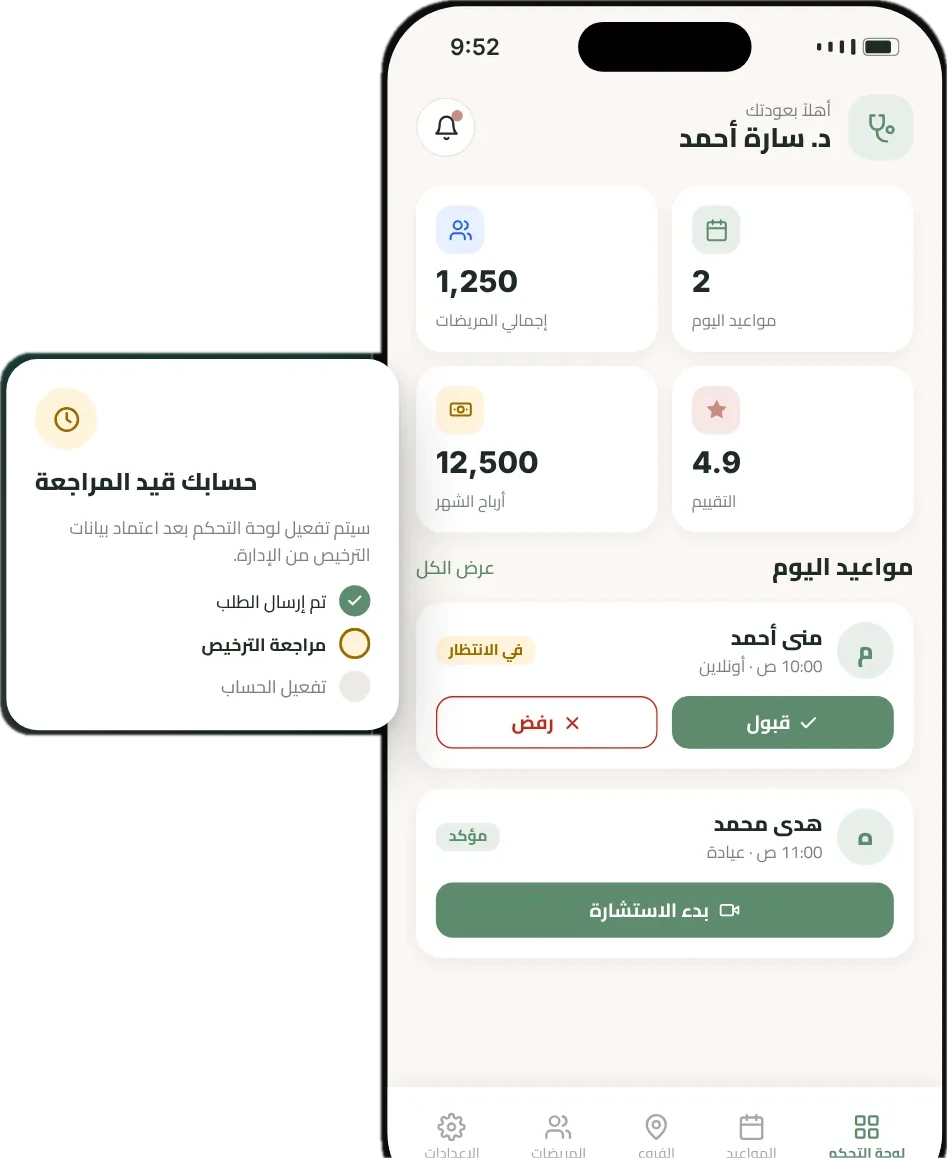 9:52
أهلاً بعودتك
د. سارة أحمد
2
مواعيد اليوم
1,250
إجمالي المريضات
4.9
التقييم
12,500
أرباح الشهر
مواعيد اليوم
عرض الكل
م
منى أحمد
10:00 ص · أونلاين
في الانتظار
قبول
رفض
ه
هدى محمد
11:00 ص · عيادة
مؤكد
بدء الاستشارة
لوحة التحكم
المواعيد
الفروع
المريضات
الإعدادات
حسابك قيد المراجعة
سيتم تفعيل لوحة التحكم بعد اعتماد بيانات
الترخيص من الإدارة.
تم إرسال الطلب
مراجعة الترخيص
تفعيل الحساب